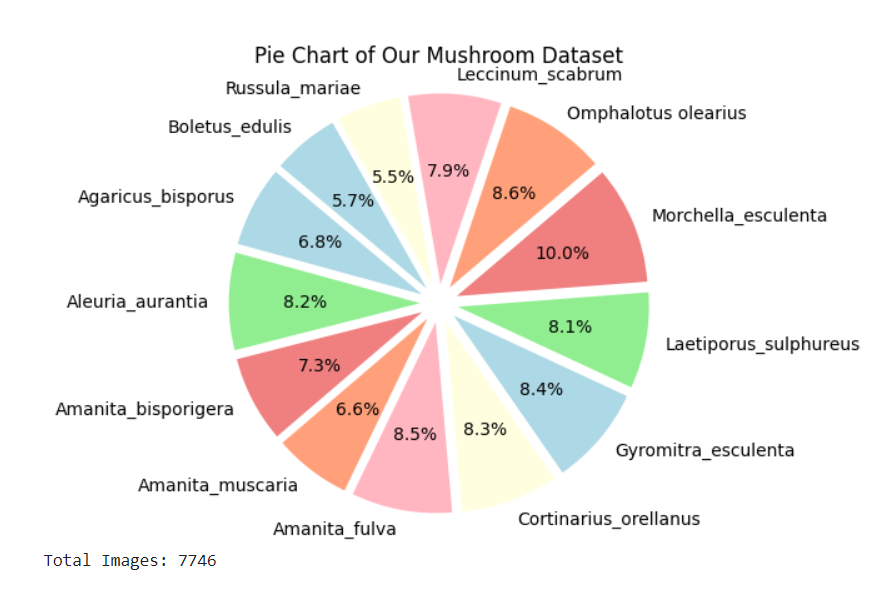 Pie Chart of Our Mushroom Dataset
Leccinum_scabrum
Russula_mariae
Omphalotus olearius
Boletus_edulis
7.9%
5.5%
8.6%
5.7%
Agaricus_bisporus
Morchella_esculenta
6.8%
10.0%
Aleuria_aurantia
8.2%
8.1%
Laetiporus_sulphureus
7.3%
8.4%
Amanita_bisporigera
6.6%
8.5%
8.3%
Gyromitra_esculenta
Amanita_muscaria
Cortinarius_orellanus
Amanita_fulva
Total Images: 7746